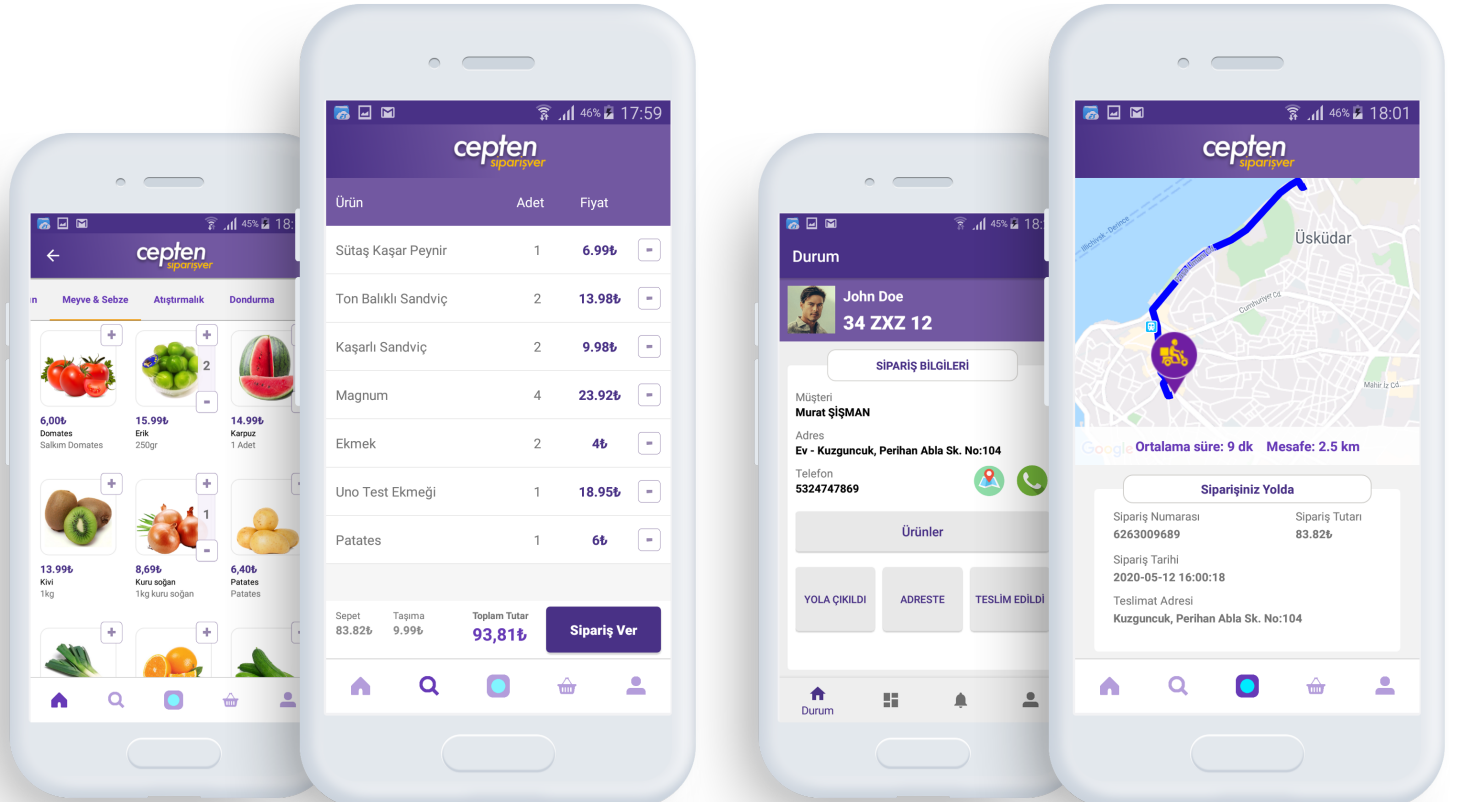 45% 18:
cepten
siparişver
Meyve & Sebze Atıştırmalık Dondurma
2
6,00₺ 15.99₺ 14.99₺
Domates Erik Karpuz
Salkım Domates 250gr 1 Adet
1
13.99₺ 8,69₺ 6,40₺
Kivi Kuru soğan Patates
1kg 1kg kuru soğan Patates
46% 17:59
cepten
siparişver
Ürün Adet Fiyat
Sütaş Kaşar Peynir 1 6.99₺ -
Ton Balıklı Sandviç 2 13.98₺ -
Kaşarlı Sandviç 2 9.98₺ -
Magnum 4 23.92₺ -
Ekmek 2 4₺ -
Uno Test Ekmeği 1 18.95₺ -
Patates 1 6₺ -
Sepet Taşıma Toplam Tutar
83.82₺ 9.99₺ 93,81₺
Sipariş Ver
45% 18:
Durum
John Doe
34 ZXZ 12
SİPARİŞ BİLGİLERİ
Müşteri
Murat ŞİŞMAN
Adres
Ev - Kuzguncuk, Perihan Abla Sk. No:104
Telefon
5324747869
Ürünler
YOLA ÇIKILDI ADRESTE TESLİM EDİLDİ
Durum
46% 18:01
cepten
siparişver
Üsküdar
Cumhuriyet Cd.
Mahir İz Cd.
Google
Ortalama süre: 9 dk Mesafe: 2.5 km
Siparişiniz Yolda
Sipariş Numarası Sipariş Tutarı
6263009689 83.82₺
Sipariş Tarihi
2020-05-12 16:00:18
Teslimat Adresi
Kuzguncuk, Perihan Abla Sk. No:104